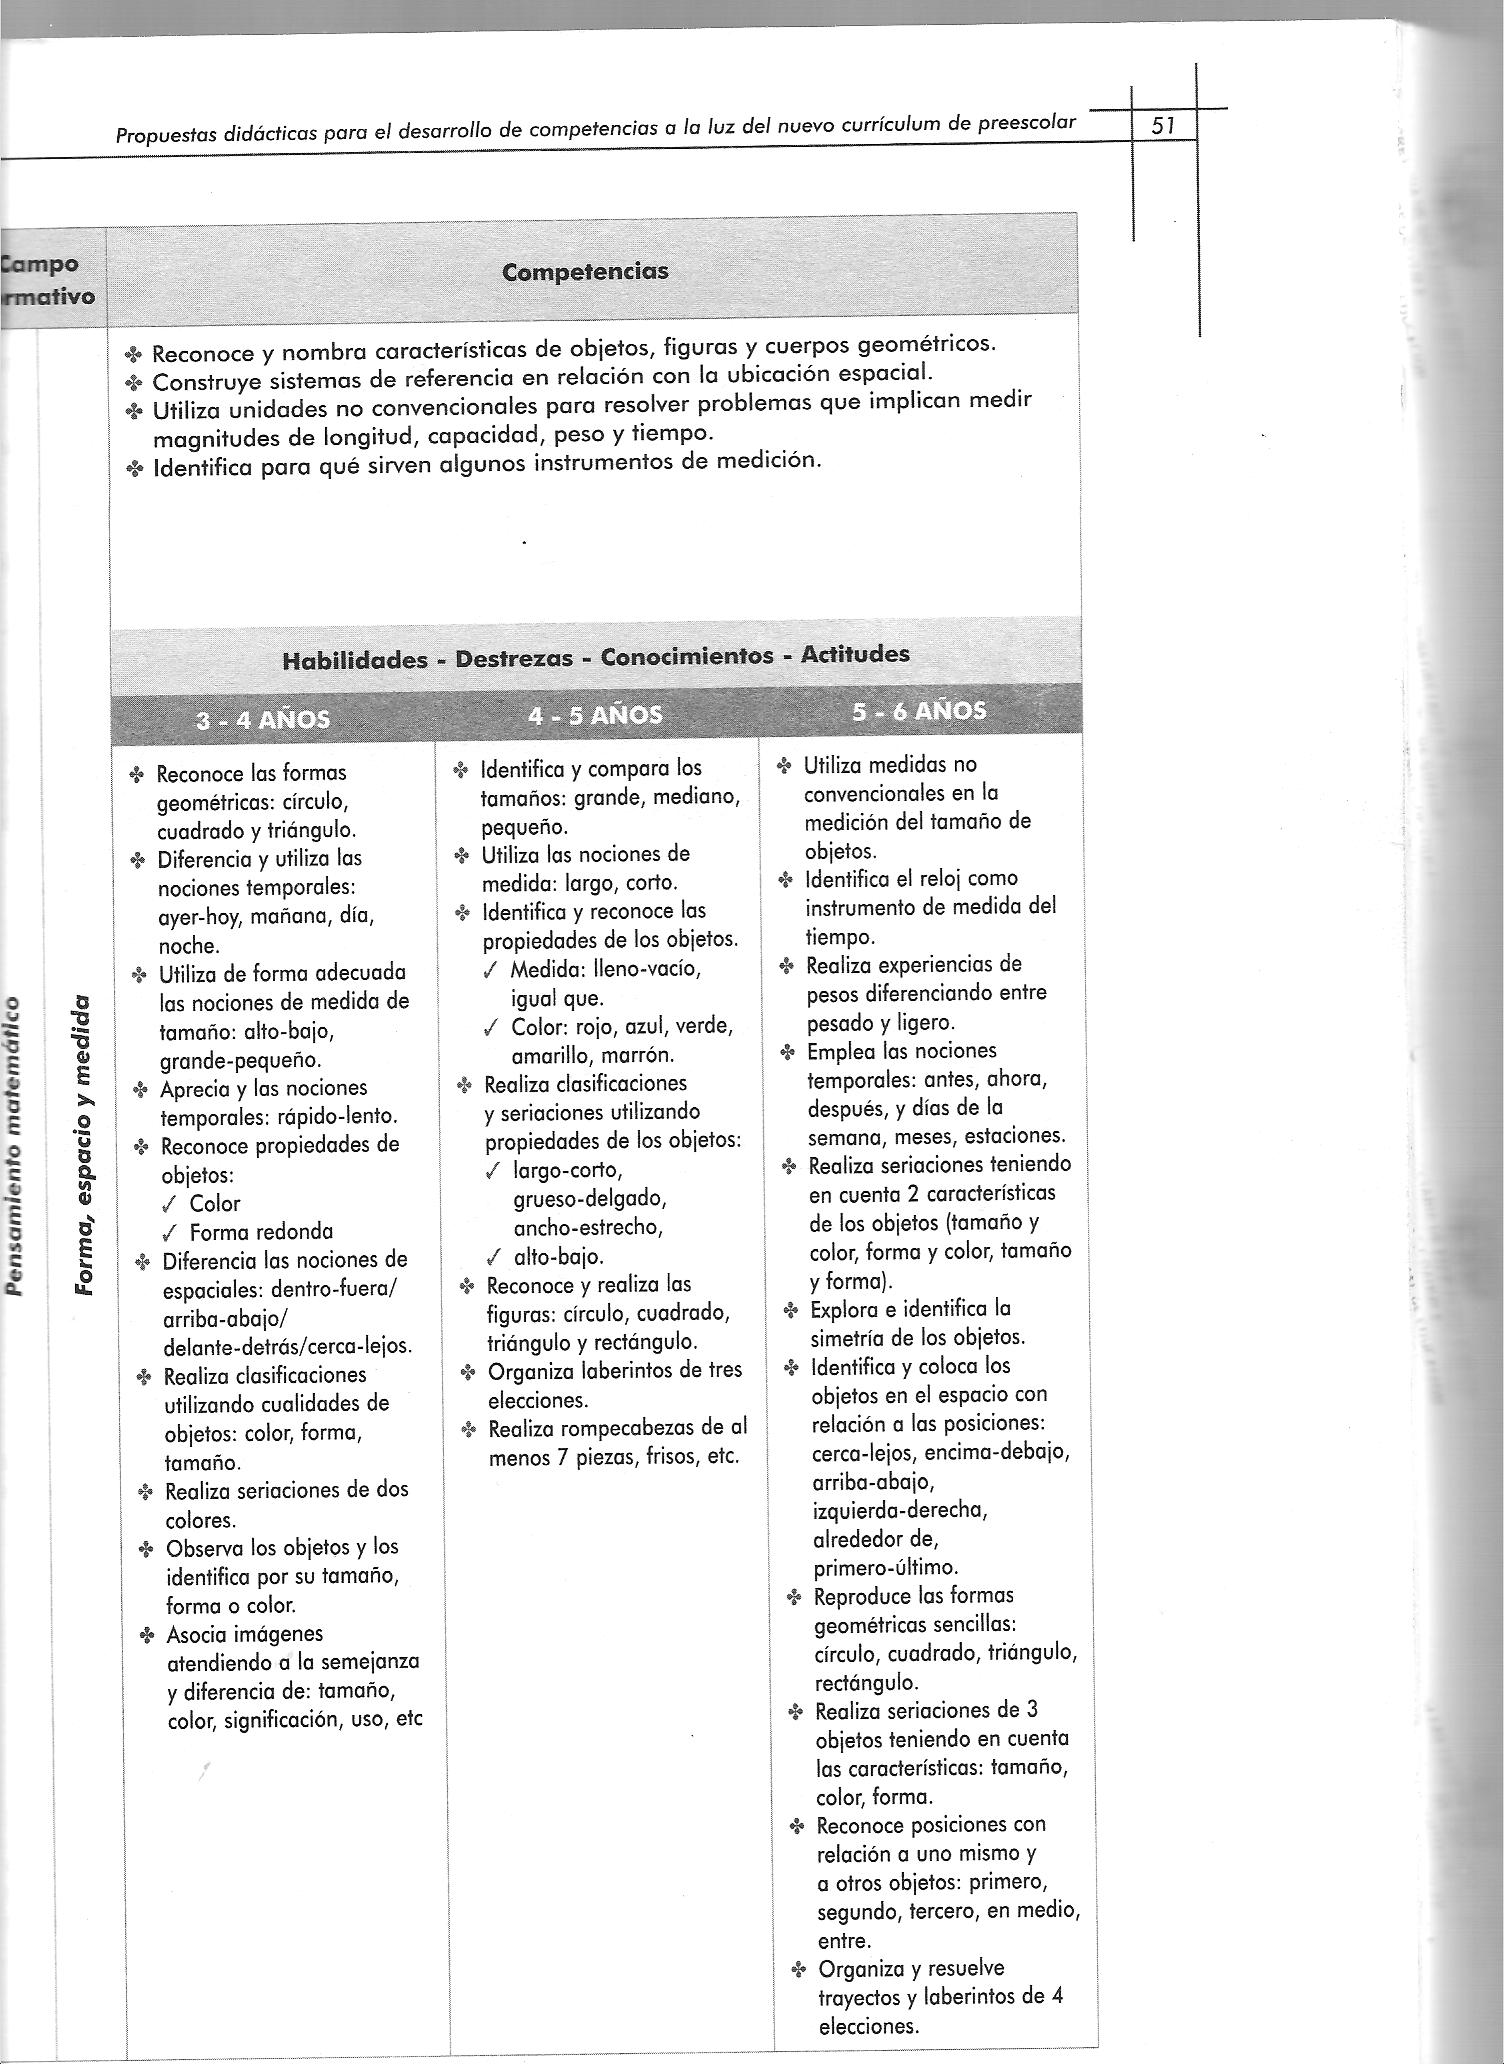 Propuestas didácticas para el desarrollo de competencias a la luz del nuevo currículum de preescolar
51
Campo
rmativo
Competencias
Reconoce y nombra características de objetos, figuras y cuerpos geométricos.
Construye sistemas de referencia en relación con la ubicación espacial.
Utiliza unidades no convencionales para resolver problemas que implican medir
magnitudes de longitud, capacidad, peso y tiempo.
Identifica para qué sirven algunos instrumentos de medición.
Pensamiento matemático
Forma, espacio y medida
Habilidades - Destrezas - Conocimientos - Actitudes
3 - 4 AÑOS
Reconoce las formas
geométricas: círculo,
cuadrado y triángulo.
Diferencia y utiliza las
nociones temporales:
ayer-hoy, mañana, día,
noche.
Utiliza de forma adecuada
las nociones de medida de
tamaño: alto-bajo,
grande-pequeño.
Aprecia y las nociones
temporales: rápido-lento.
Reconoce propiedades de
objetos:
✓ Color
✓ Forma redonda
Diferencia las nociones de
espaciales: dentro-fuera/
arriba-abajo/
delante-detrás/cerca-lejos.
Realiza clasificaciones
utilizando cualidades de
objetos: color, forma,
tamaño.
Realiza seriaciones de dos
colores.
Observa los objetos y los
identifica por su tamaño,
forma o color.
Asocia imágenes
atendiendo a la semejanza
y diferencia de: tamaño,
color, significación, uso, etc
4 - 5 AÑOS
Identifica y compara los
tamaños: grande, mediano,
pequeño.
Utiliza las nociones de
medida: largo, corto.
Identifica y reconoce las
propiedades de los objetos.
✓ Medida: lleno-vacío,
igual que.
✓ Color: rojo, azul, verde,
amarillo, marrón.
Realiza clasificaciones
y seriaciones utilizando
propiedades de los objetos:
✓ largo-corto,
grueso-delgado,
ancho-estrecho,
✓ alto-bajo.
Reconoce y realiza las
figuras: círculo, cuadrado,
triángulo y rectángulo.
Organiza laberintos de tres
elecciones.
Realiza rompecabezas de al
menos 7 piezas, frisos, etc.
5 - 6 AÑOS
Utiliza medidas no
convencionales en la
medición del tamaño de
objetos.
Identifica el reloj como
instrumento de medida del
tiempo.
Realiza experiencias de
pesos diferenciando entre
pesado y ligero.
Emplea las nociones
temporales: antes, ahora,
después, y días de la
semana, meses, estaciones.
Realiza seriaciones teniendo
en cuenta 2 características
de los objetos (tamaño y
color, forma y color, tamaño
y forma).
Explora e identifica la
simetría de los objetos.
Identifica y coloca los
objetos en el espacio con
relación a las posiciones:
cerca-lejos, encima-debajo,
arriba-abajo,
izquierda-derecha,
alrededor de,
primero-último.
Reproduce las formas
geométricas sencillas:
círculo, cuadrado, triángulo,
rectángulo.
Realiza seriaciones de 3
objetos teniendo en cuenta
las características: tamaño,
color, forma.
Reconoce posiciones con
relación a uno mismo y
a otros objetos: primero,
segundo, tercero, en medio,
entre.
Organiza y resuelve
trayectos y laberintos de 4
elecciones.